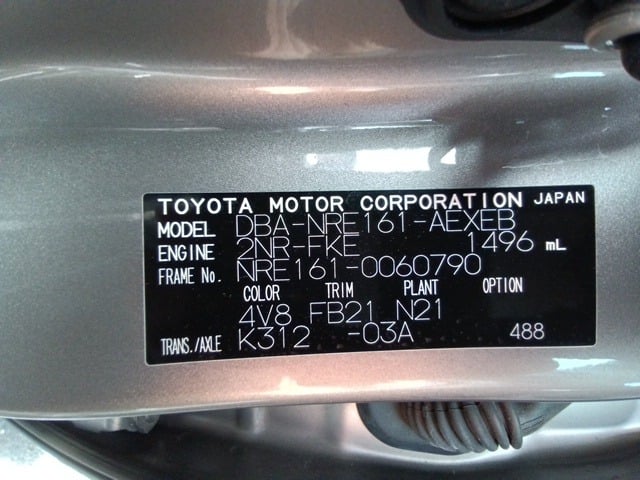 TOYOTA MOTOR CORPORATION JAPAN
MODEL DBA-NRE161-AEXEB
ENGINE 2NR-FKE 1496 mL
FRAME No. NRE161-0060790
COLOR TRIM PLANT OPTION
4V8 FB21 N21
TRANS./AXLE K312 -03A 488